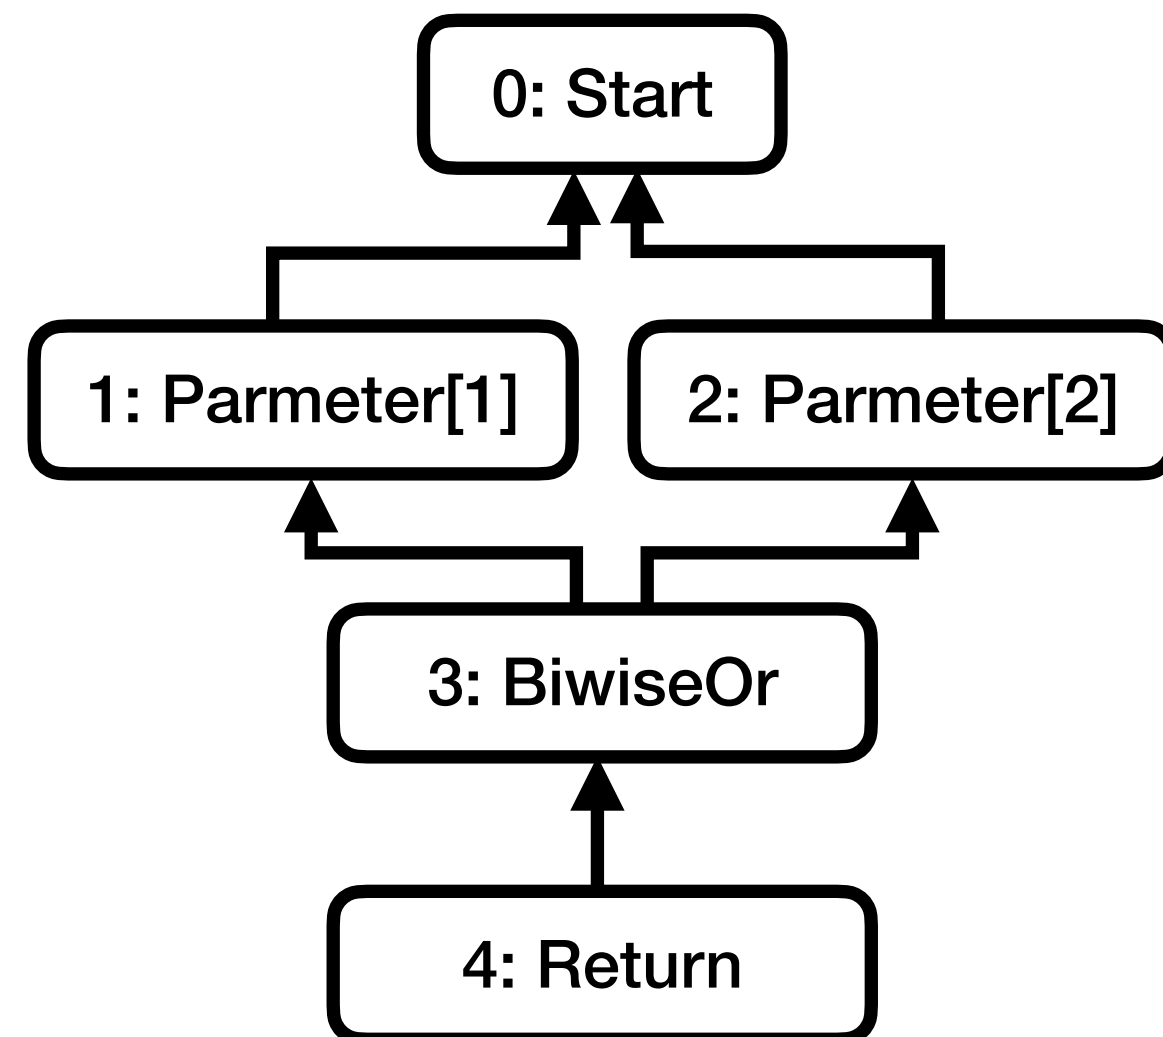 0: Start
1: Parmeter[1]
2: Parmeter[2]
3: BiwiseOr
4: Return